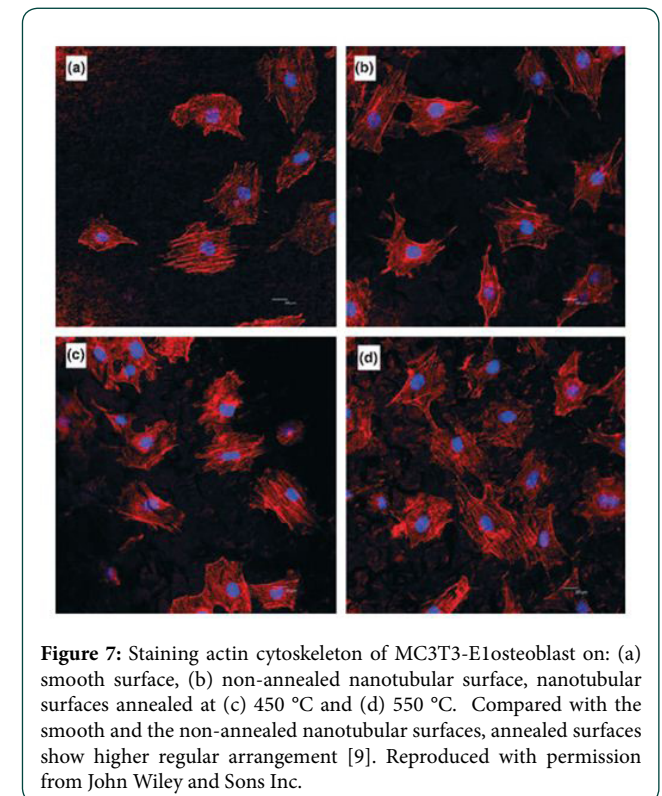 (a)
(b)
(c)
(d)
Figure 7: Staining actin cytoskeleton of MC3T3-E1osteoblast on: (a)
smooth surface, (b) non-annealed nanotubular surface, nanotubular
surfaces annealed at (c) 450 °C and (d) 550 °C. Compared with the
smooth and the non-annealed nanotubular surfaces, annealed surfaces
show higher regular arrangement [9]. Reproduced with permission
from John Wiley and Sons Inc.